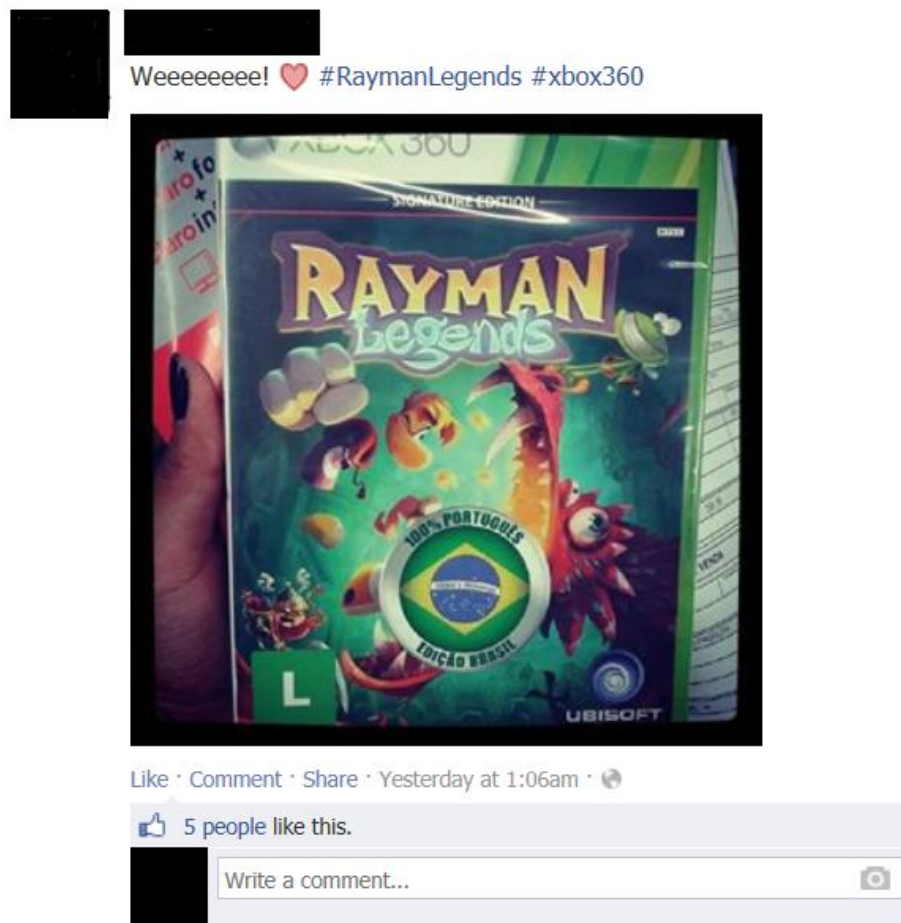 Weeeeeeee! #RaymanLegends #xbox360
XBOX 360
SIGNATURE EDITION
RAYMAN
Legends
100% PORTUGUÊS
EDIÇÃO BRASIL
L
UBISOFT
VENDA
Like · Comment · Share · Yesterday at 1:06am ·
5 people like this.
Write a comment...